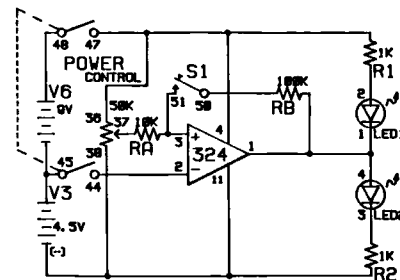 48 47
S1
1K
R1
POWER
CONTROL
V6
9V
50K
51 50
100K
RB
2
1 LED1
36
37 10K
RA
38
3
+
4
324
1
2
-
11
45
44
V3
4.5V
(--)
4
3 LED2
1K
R2